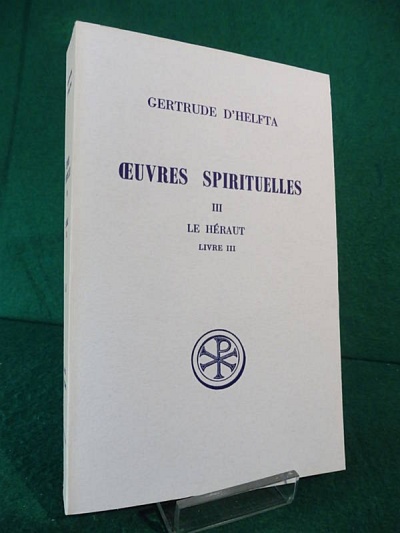 GERTRUDE D'HELFTA
ŒUVRES SPIRITUELLES
III
LE HÉRAUT
LIVRE III